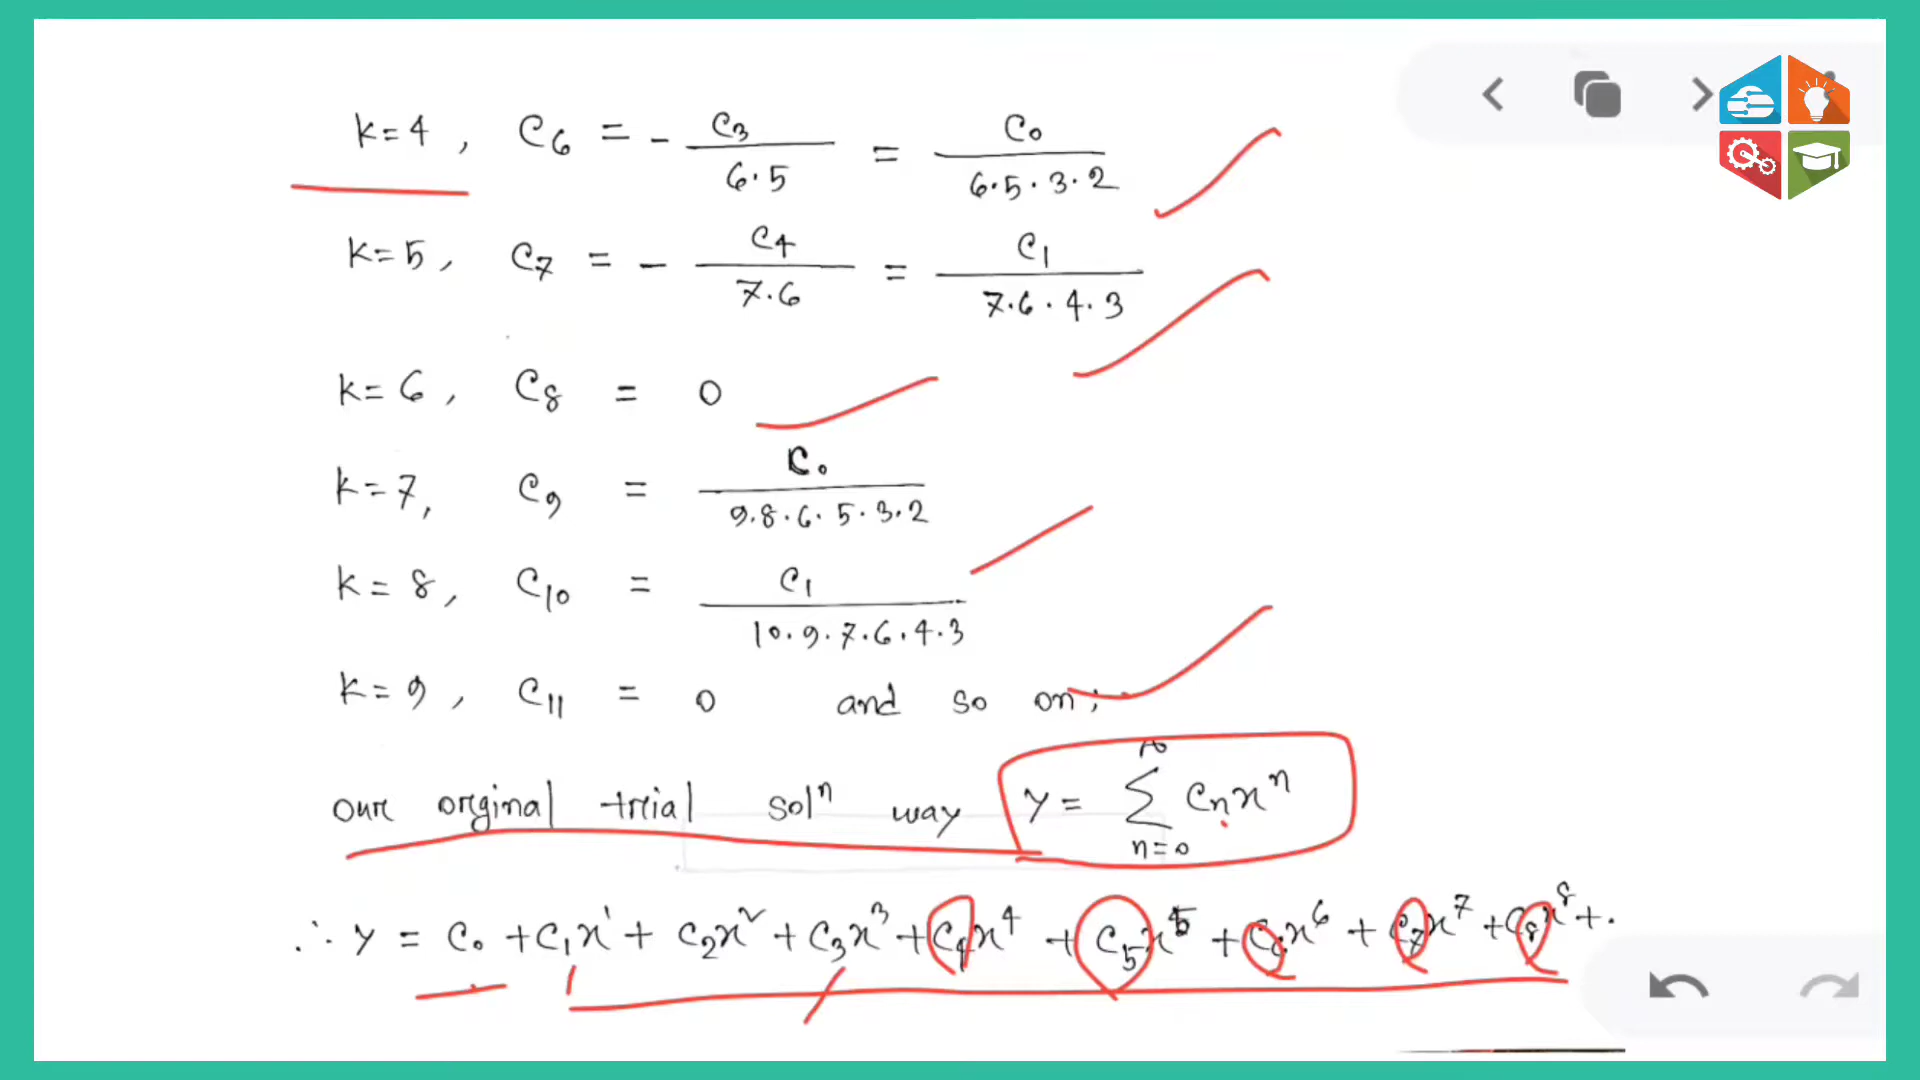 k=4, C₆ = - C₃/6·5 = C₀/6·5·3·2
k=5, C₇ = - C₄/7·6 = C₁/7·6·4·3
k=6, C₈ = 0
k=7, C₉ = C₀/9·8·6·5·3·2
k=8, C₁₀ = C₁/10·9·7·6·4·3
k=9, C₁₁ = 0 and so on,
our orginal trial solⁿ way y = ∑ₙ₌₀^∞ Cₙxⁿ
∴ y = C₀ + C₁x¹ + C₂x² + C₃x³ + C₄x⁴ + C₅x⁵ + C₆x⁶ + C₇x⁷ + C₈x⁸ + ·